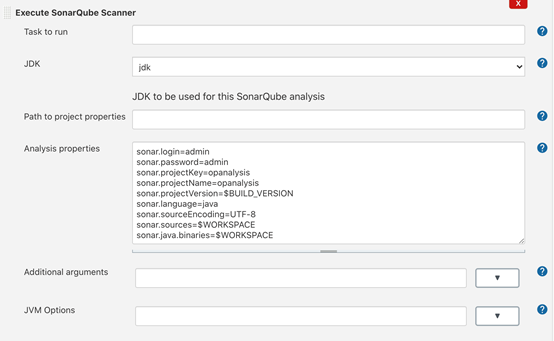 X
Execute SonarQube Scanner
Task to run
?
JDK
jdk
?
JDK to be used for this SonarQube analysis
Path to project properties
?
Analysis properties
?
sonar.login=admin
sonar.password=admin
sonar.projectKey=opanalysis
sonar.projectName=opanalysis
sonar.projectVersion=$BUILD_VERSION
sonar.language=java
sonar.sourceEncoding=UTF-8
sonar.sources=$WORKSPACE
sonar.java.binaries=$WORKSPACE
Additional arguments
?
JVM Options
?